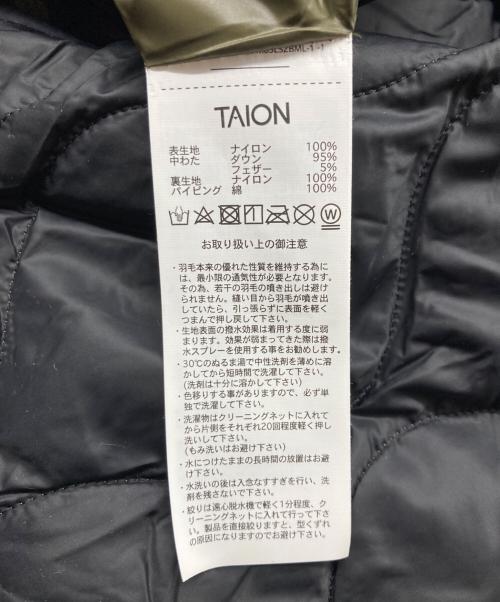 TAION
表生地 ナイロン 100%
中わた ダウン 95%
フェザー 5%
裏生地 ナイロン 100%
パイピング 綿 100%
W
お取り扱い上の御注意
・羽毛本来の優れた性質を維持する為に
は、最小限の通気性が必要となります。
その為、若干の羽毛の噴き出しは避け
られません。縫い目から羽毛が噴き出し
ていたら、引っ張らずに表面を軽く
つまんで押し戻して下さい。
・生地表面の撥水効果は着用する度に弱
まります。効果が弱まってきた際は撥
水スプレーを使用する事をお勧めします。
・30℃のぬるま湯で中性洗剤を薄めに溶
かしてから短時間で洗濯して下さい。
(洗剤は十分に溶かして下さい)
・色移りする事がありますので、必ず単
独で洗濯して下さい。
・洗濯物はクリーニングネットに入れて
から片側をそれぞれ20回程度軽く押し
洗いして下さい。
(もみ洗いはお避け下さい)
・水につけたままの長時間の放置はお避
け下さい。
・水洗いの後は入念なすすぎを行い、洗
剤を残さないで下さい。
・絞りは遠心脱水機で軽く1分程度、ク
リーニングネットに入れて行って下さ
い。製品を直接絞りますと、型くずれ
の原因になりますのでお避け下さい。